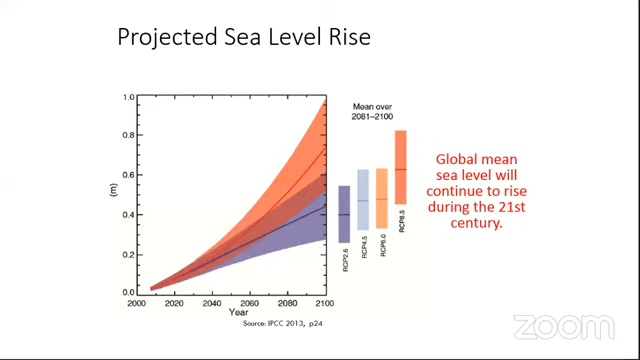 Projected Sea Level Rise
1.0
0.8
0.6
0.4
0.2
0.0
(m)
2000
2020
2040
2060
2080
2100
Year
Mean over
2081–2100
RCP2.6
RCP4.5
RCP6.0
RCP8.5
Global mean
sea level will
continue to rise
during the 21st
century.
Source: IPCC 2013, p24
zoom